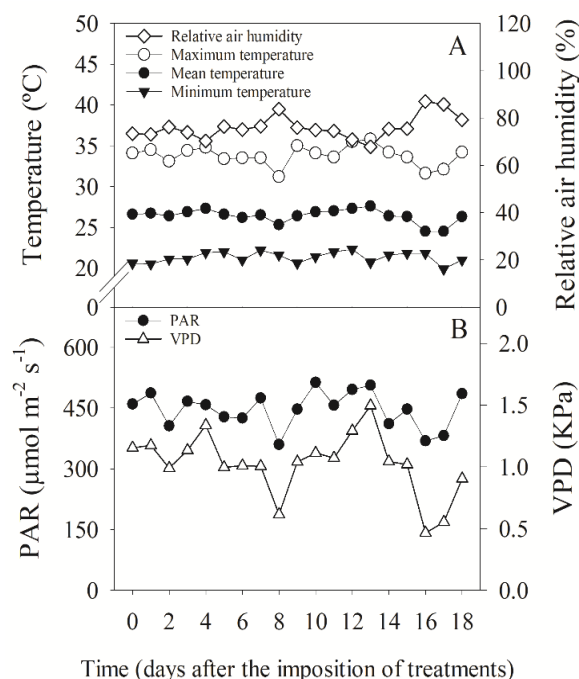 A
Relative air humidity
Maximum temperature
Mean temperature
Minimum temperature
Temperature (ºC)
50
45
40
35
30
25
20
0
Relative air humidity (%)
120
100
80
60
40
20
0
B
PAR
VPD
PAR (µmol m⁻² s⁻¹)
600
450
300
150
0
VPD (KPa)
2.0
1.5
1.0
0.5
0.0
0 2 4 6 8 10 12 14 16 18
Time (days after the imposition of treatments)